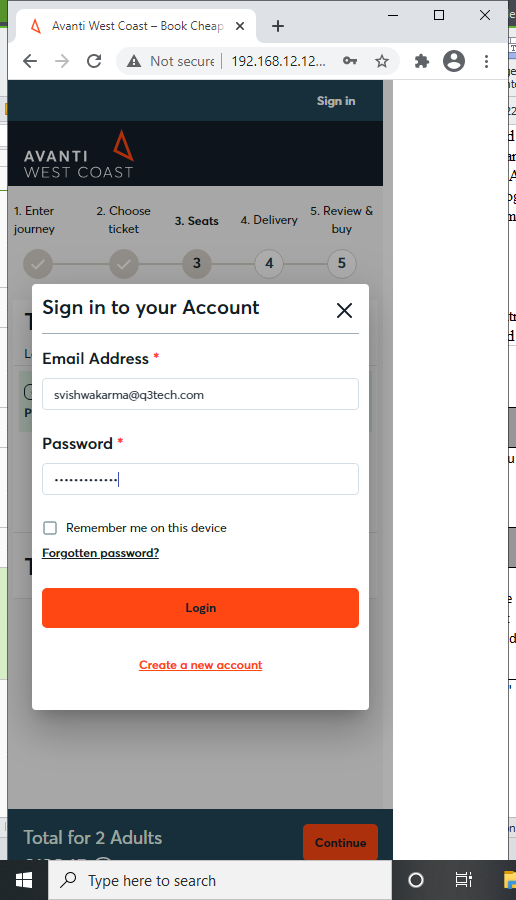 Avanti West Coast – Book Cheap
Not secure
192.168.12.12...
Sign in
AVANTI
WEST COAST
1. Enter
journey
2. Choose
ticket
3. Seats
4. Delivery
5. Review &
buy
3
4
5
Sign in to your Account
Email Address *
svishwakarma@q3tech.com
Password *
•••••••••••••
Remember me on this device
Forgotten password?
Login
Create a new account
Total for 2 Adults
Continue
Type here to search